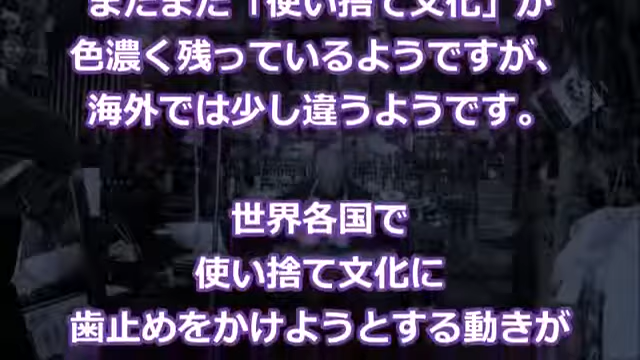 まだまだ「使い捨て文化」が
色濃く残っているようですが、
海外では少し違うようです。
世界各国で
使い捨て文化に
歯止めをかけようとする動きが